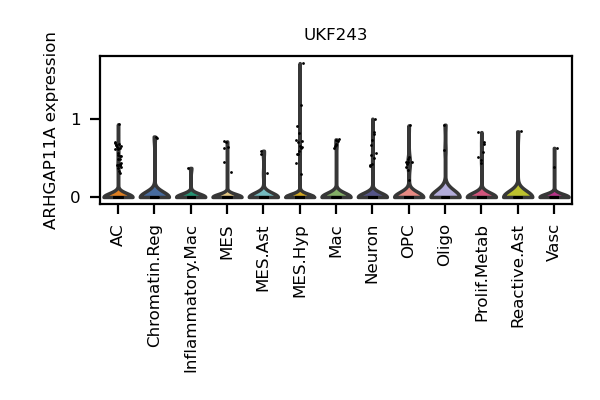 UKF243
ARHGAP11A expression
1
0
AC
Chromatin.Reg
Inflammatory.Mac
MES
MES.Ast
MES.Hyp
Mac
Neuron
OPC
Oligo
Prolif.Metab
Reactive.Ast
Vasc